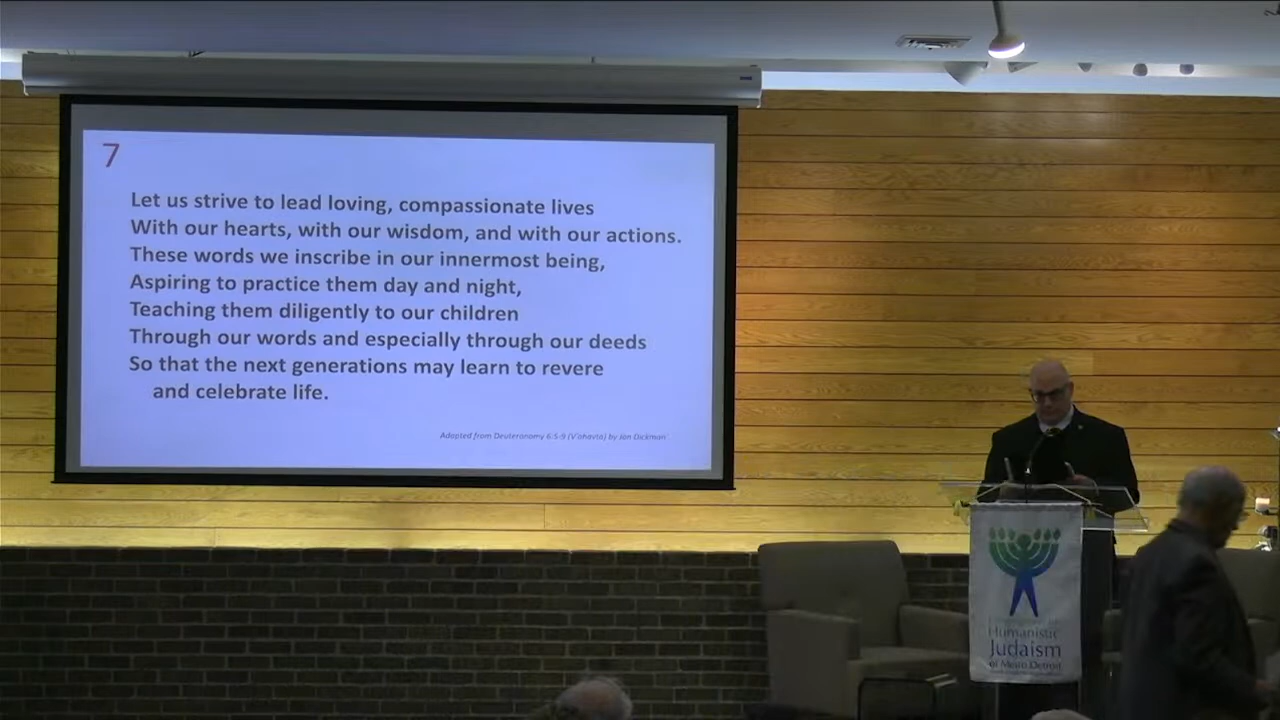 7
Let us strive to lead loving, compassionate lives
With our hearts, with our wisdom, and with our actions.
These words we inscribe in our innermost being,
Aspiring to practice them day and night,
Teaching them diligently to our children
Through our words and especially through our deeds
So that the next generations may learn to revere
and celebrate life.
Adapted from Deuteronomy 6:5-9 (V'ahavta) by Jon Dickman
Humanistic
Judaism
of Metro Detroit